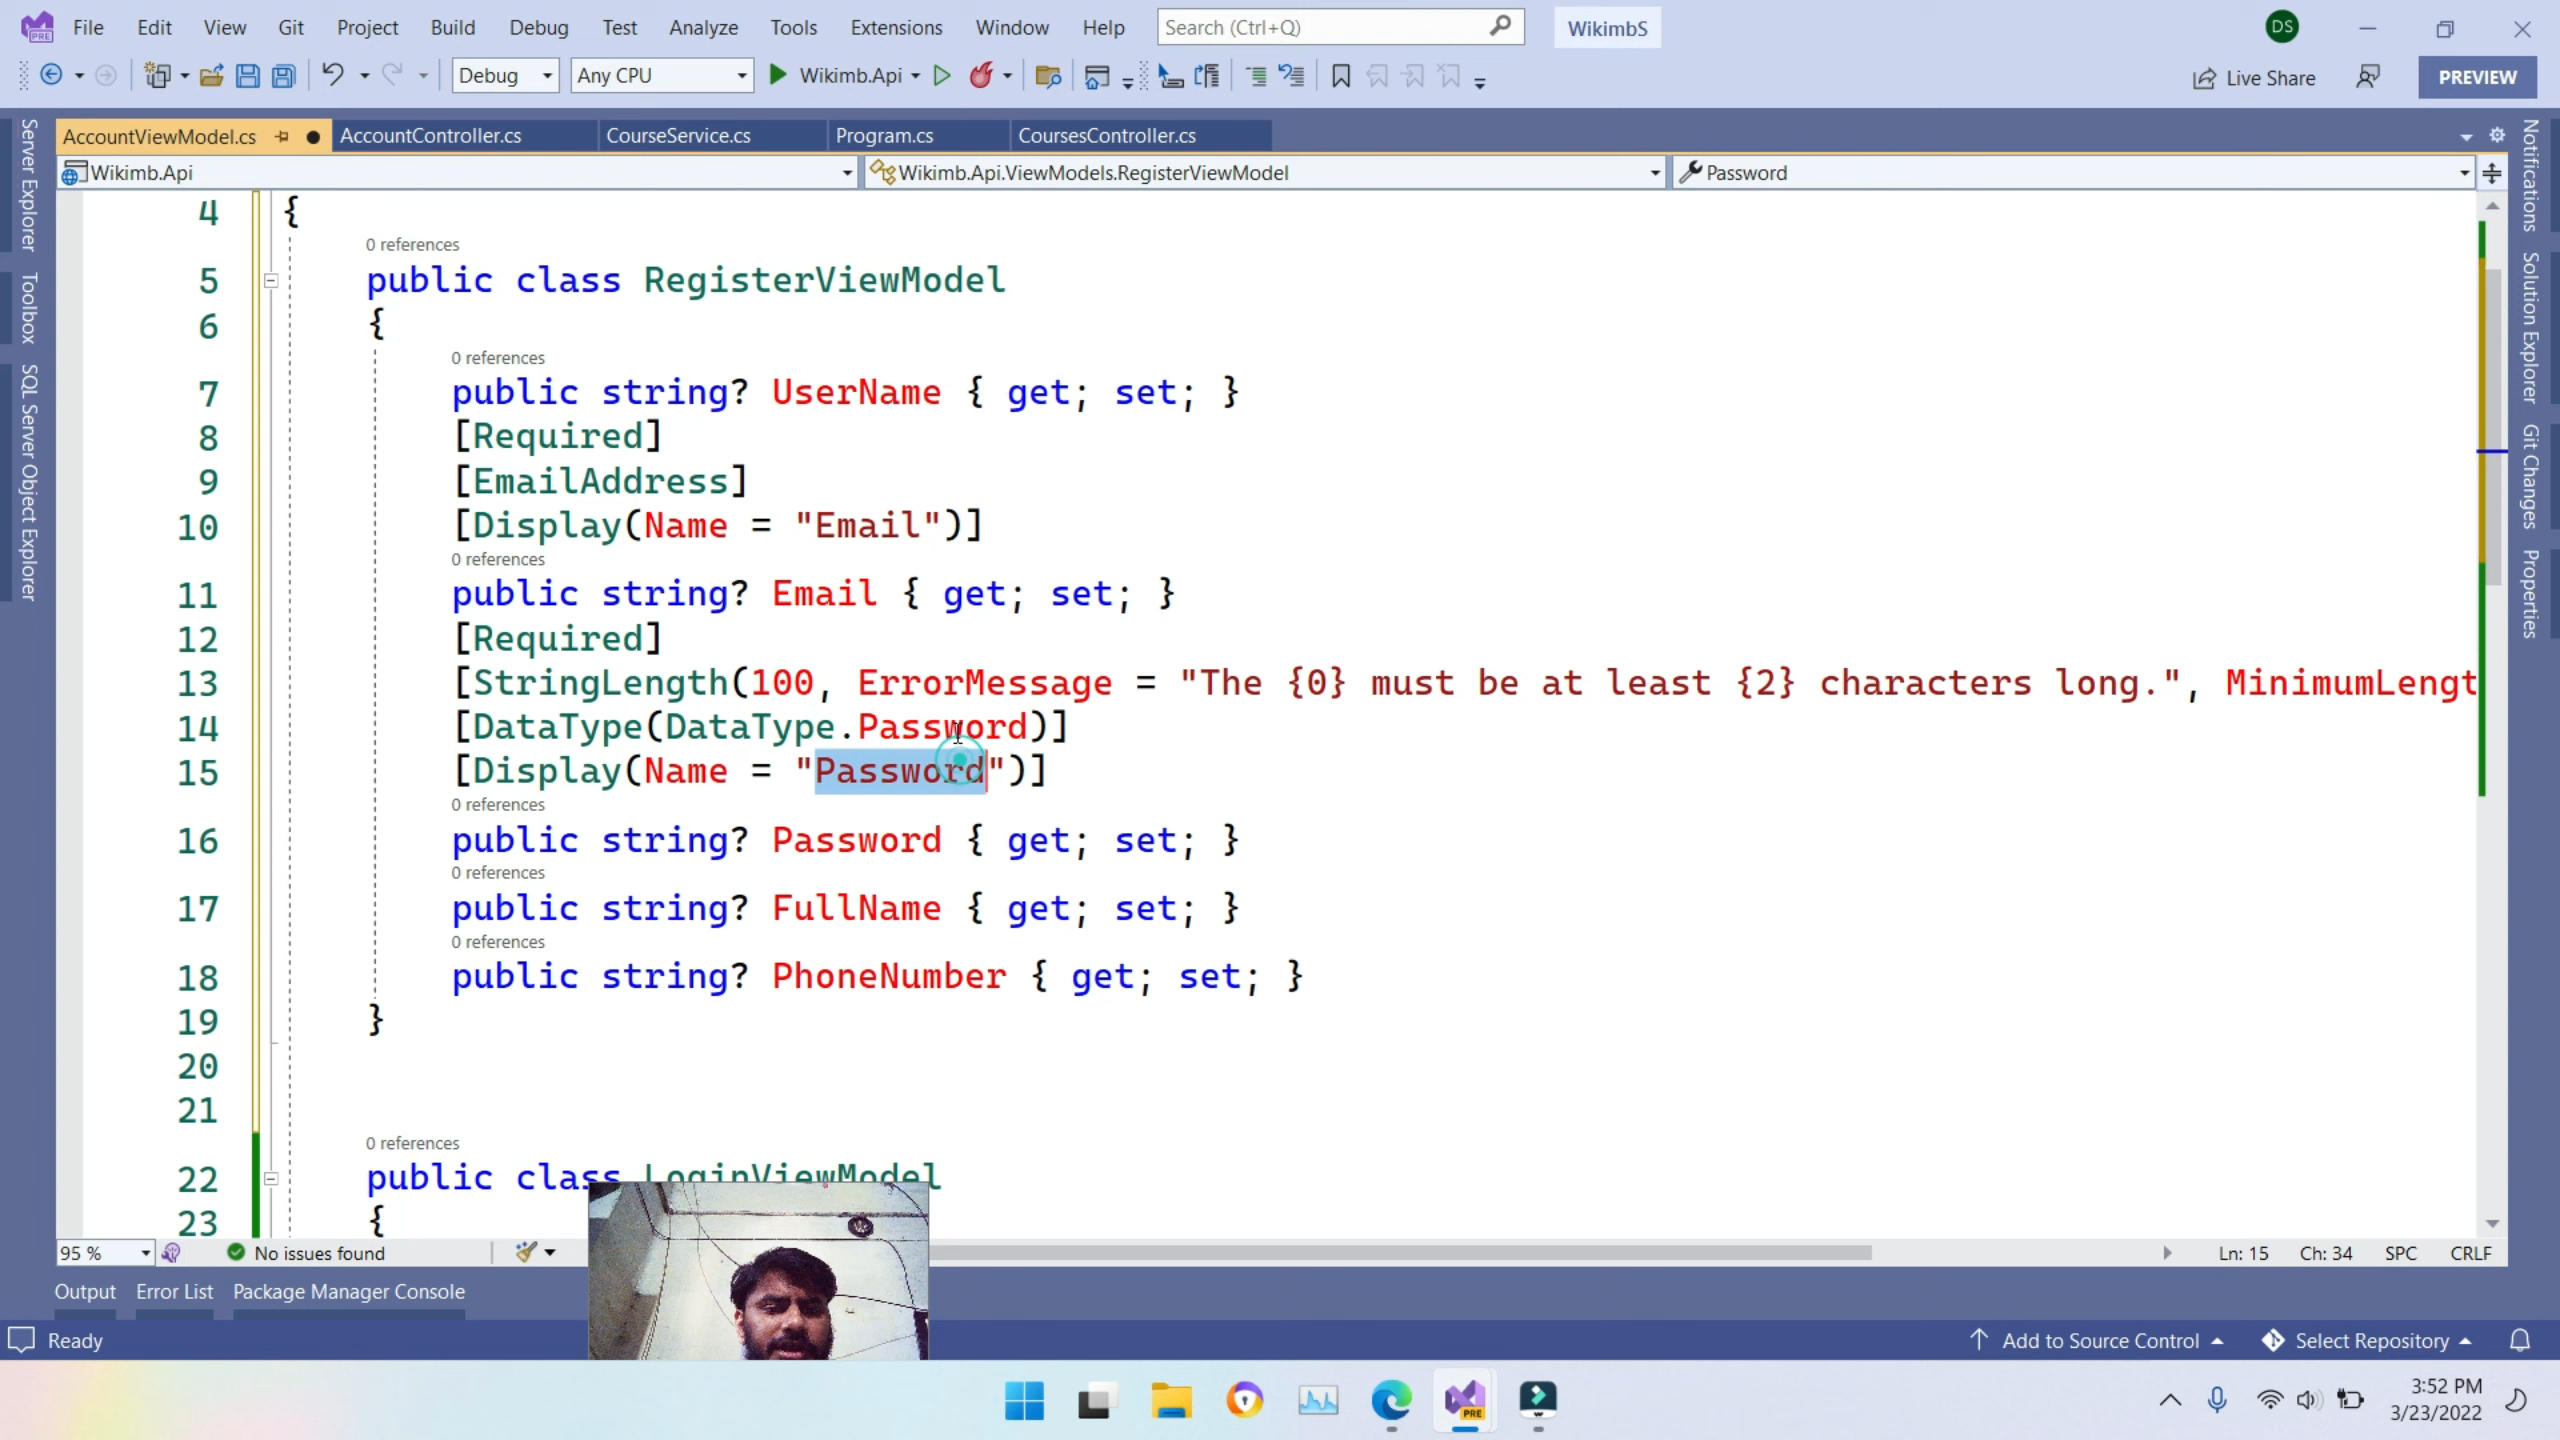 File Edit View Git Project Build Debug Test Analyze Tools Extensions Window Help Search (Ctrl+Q) WikimbS DS
Debug Any CPU Wikimb.Api Live Share PREVIEW
AccountViewModel.cs AccountController.cs CourseService.cs Program.cs CoursesController.cs
Wikimb.Api Wikimb.Api.ViewModels.RegisterViewModel Password
Server Explorer
Toolbox
SQL Server Object Explorer
Notifications
Solution Explorer
Git Changes
Properties
4 {
0 references
5 public class RegisterViewModel
6 {
0 references
7 public string? UserName { get; set; }
8 [Required]
9 [EmailAddress]
10 [Display(Name = "Email")]
0 references
11 public string? Email { get; set; }
12 [Required]
13 [StringLength(100, ErrorMessage = "The {0} must be at least {2} characters long.", MinimumLengt
14 [DataType(DataType.Password)]
15 [Display(Name = "Password")]
0 references
16 public string? Password { get; set; }
0 references
17 public string? FullName { get; set; }
0 references
18 public string? PhoneNumber { get; set; }
19 }
20
21
0 references
22 public class LoginViewModel
23 {
95 % No issues found Ln: 15 Ch: 34 SPC CRLF
Output Error List Package Manager Console
Ready Add to Source Control Select Repository
PRE
3:52 PM
3/23/2022